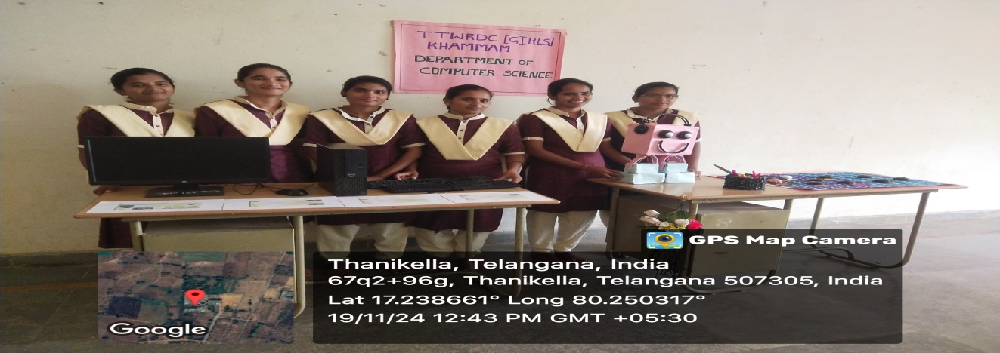 TTWRDC [GIRLS]
KHAMMAM
DEPARTMENT OF
COMPUTER SCIENCE
GPS Map Camera
Thanikella, Telangana, India
67q2+96g, Thanikella, Telangana 507305, India
Lat 17.238661° Long 80.250317°
19/11/24 12:43 PM GMT +05:30
Google